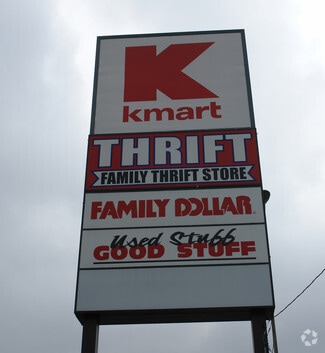 K
kmart
THRIFT
FAMILY THRIFT STORE
FAMILY DOLLAR
Used Stuff
GOOD STUFF